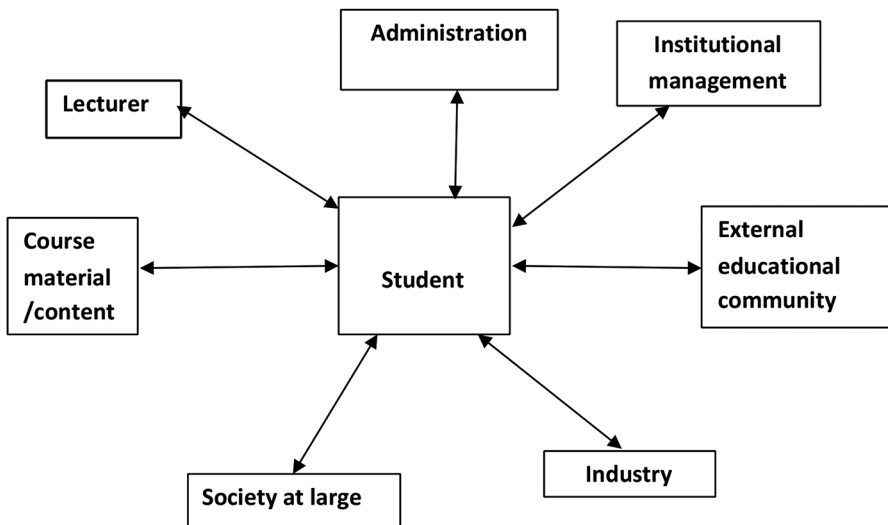 Administration
Institutional
management
Lecturer
Course
material
/content
Student
External
educational
community
Society at large
Industry